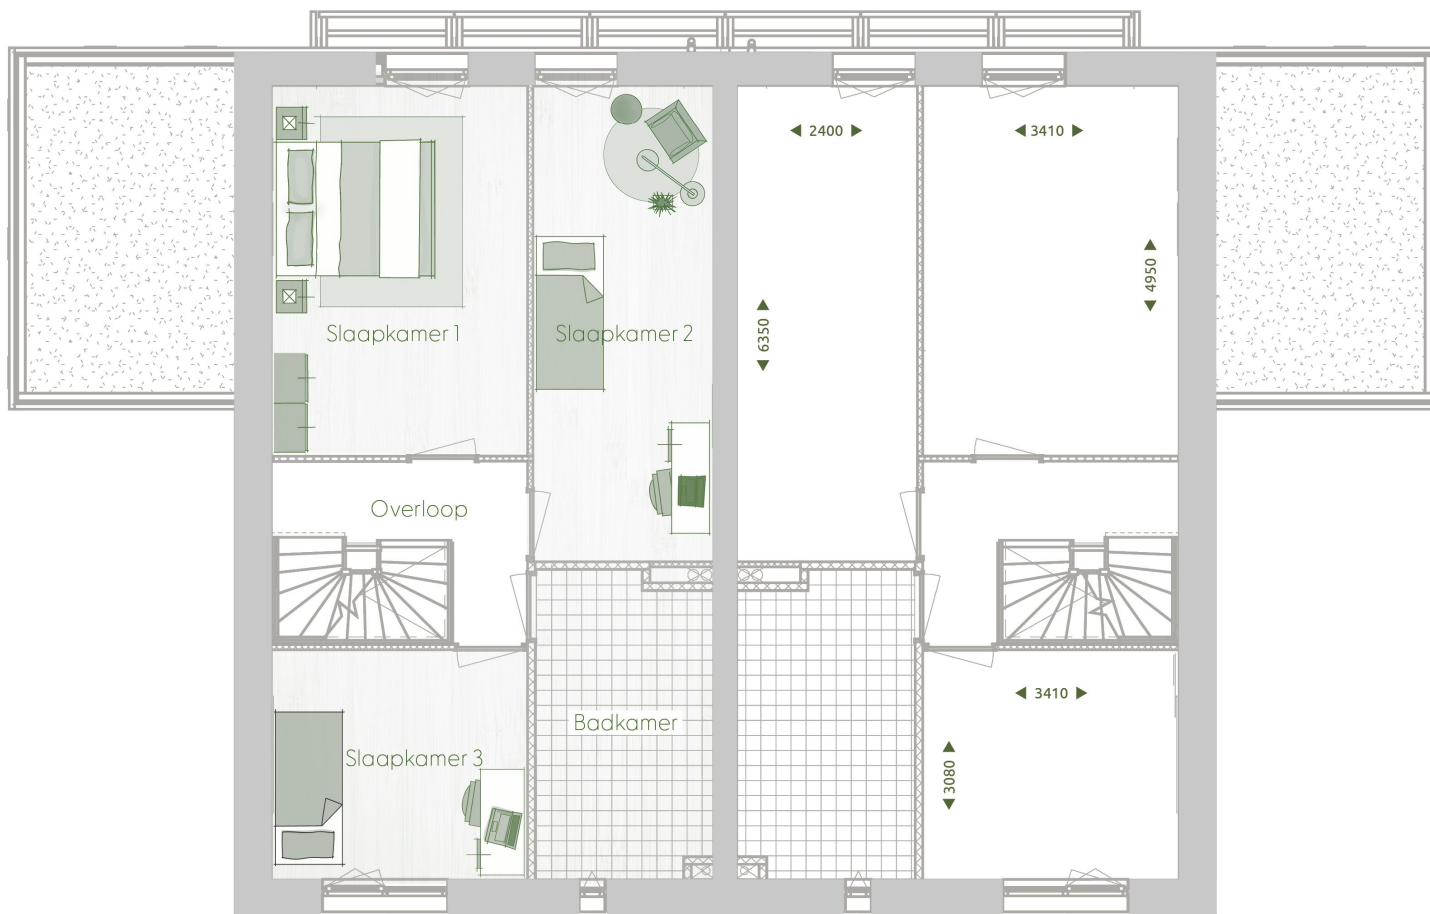 ◄ 2400 ►
◄ 3410 ►
4950
Slaapkamer 1
Slaapkamer 2
6350
Overloop
◄ 3410 ►
Badkamer
Slaapkamer 3
3080